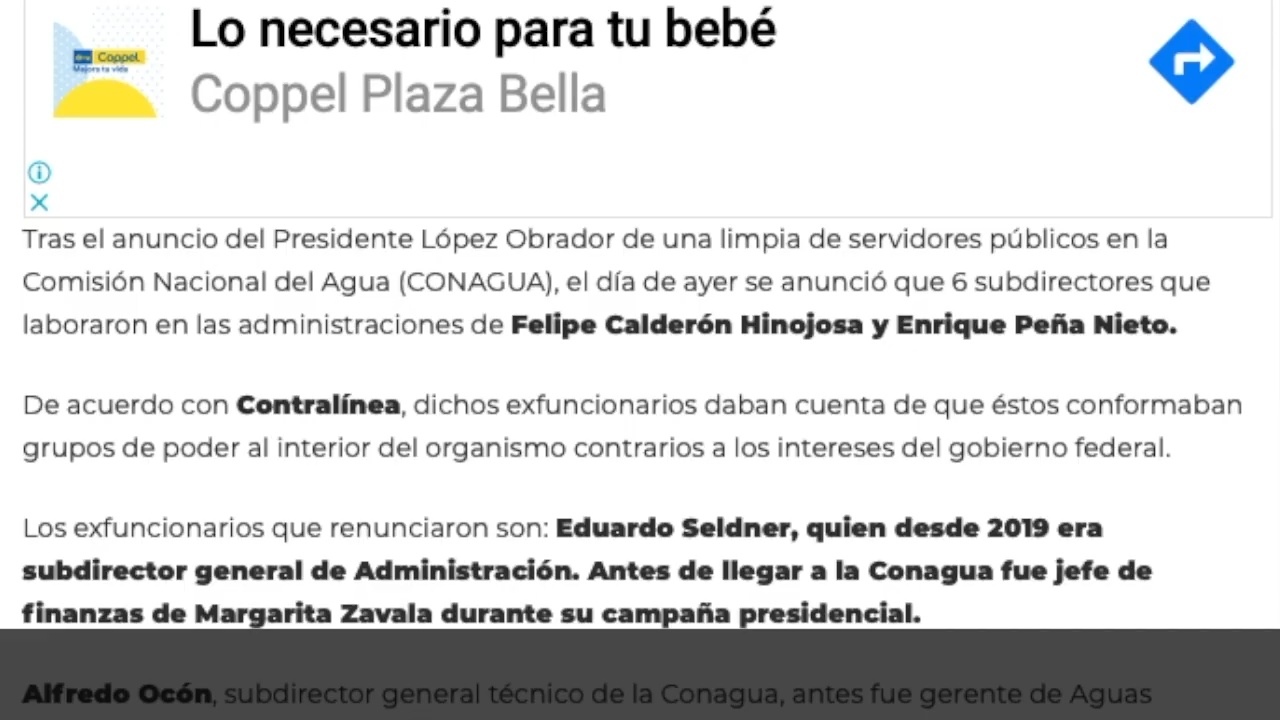 Lo necesario para tu bebé
Coppel Plaza Bella
Coppel
Mejora tu vida
Tras el anuncio del Presidente López Obrador de una limpia de servidores públicos en la
Comisión Nacional del Agua (CONAGUA), el día de ayer se anunció que 6 subdirectores que
laboraron en las administraciones de Felipe Calderón Hinojosa y Enrique Peña Nieto.
De acuerdo con Contralínea, dichos exfuncionarios daban cuenta de que éstos conformaban
grupos de poder al interior del organismo contrarios a los intereses del gobierno federal.
Los exfuncionarios que renunciaron son: Eduardo Seldner, quien desde 2019 era
subdirector general de Administración. Antes de llegar a la Conagua fue jefe de
finanzas de Margarita Zavala durante su campaña presidencial.
Alfredo Ocón, subdirector general técnico de la Conagua, antes fue gerente de Aguas